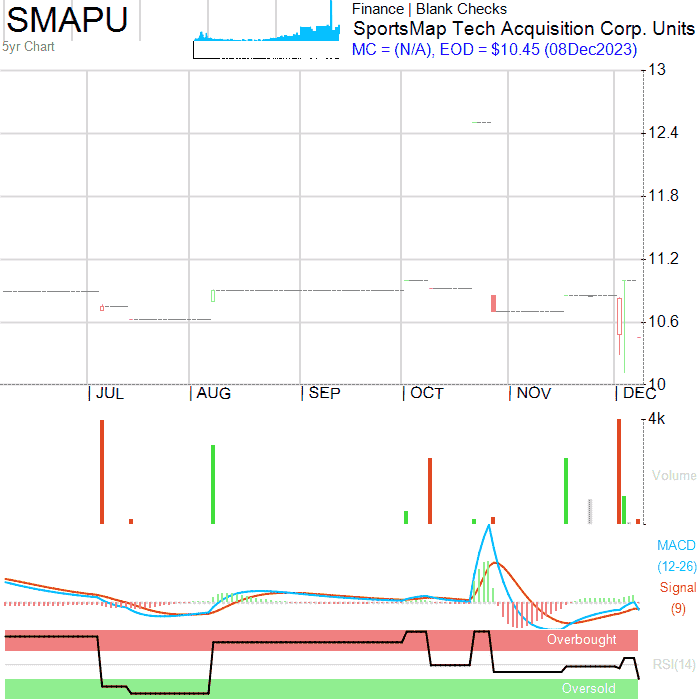 SMAPU
5yr Chart
Finance | Blank Checks
SportsMap Tech Acquisition Corp. Units
MC = (N/A), EOD = $10.45 (08Dec2023)
13
12.4
11.8
11.2
10.6
10
JUL AUG SEP OCT NOV DEC
4k
Volume
MACD
(12-26)
Signal
(9)
Overbought
RSI(14)
Oversold